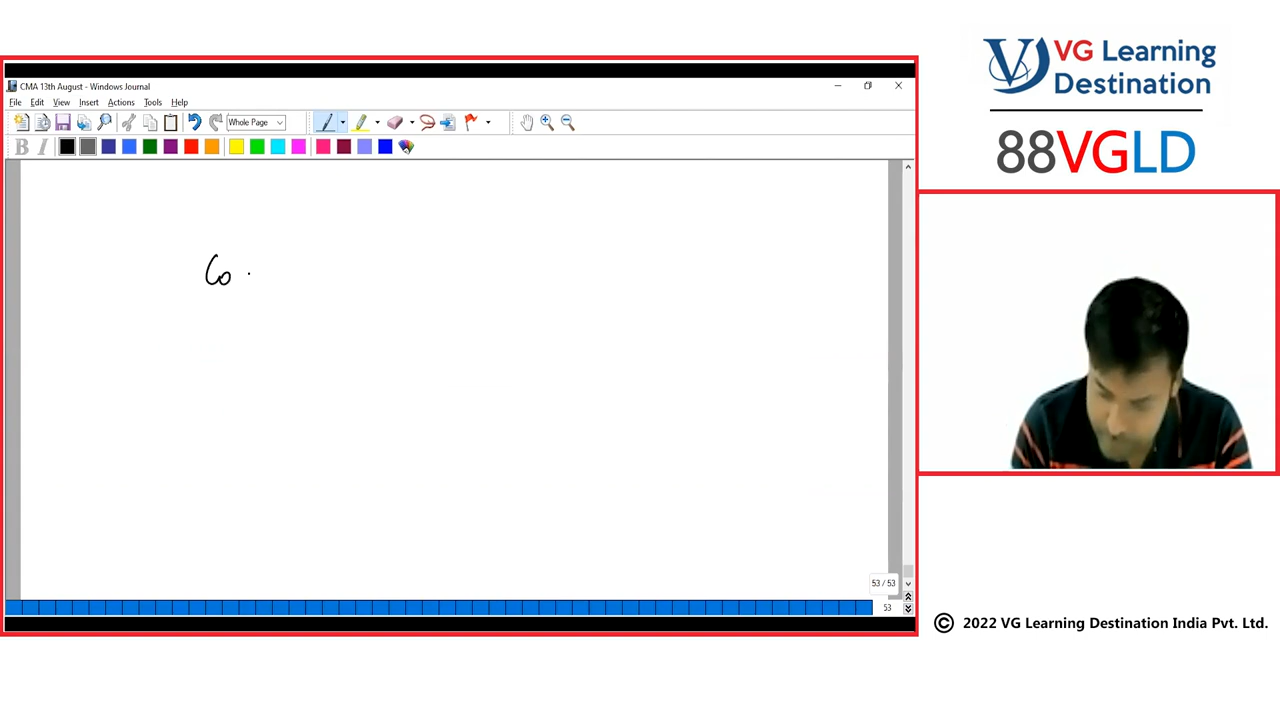 CMA 13th August - Windows Journal
File Edit View Insert Actions Tools Help
Whole Page
B I
Co
53 / 53
53
VG Learning
Destination
88VGLD
© 2022 VG Learning Destination India Pvt. Ltd.